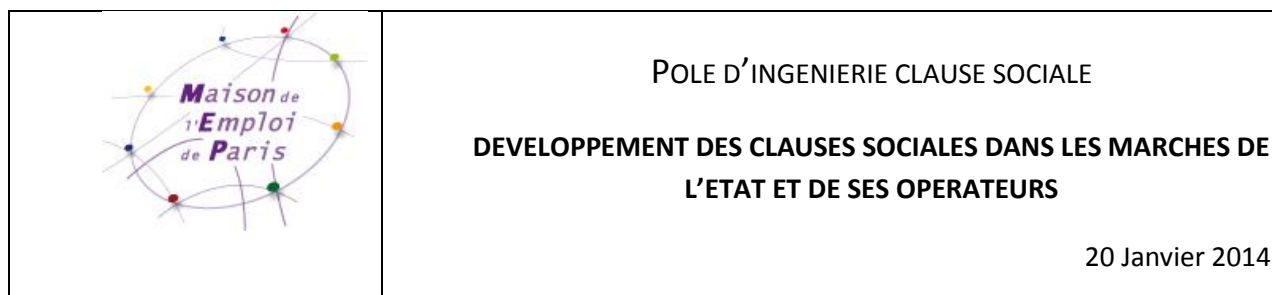 Maison de
l'Emploi
de Paris
POLE D'INGENIERIE CLAUSE SOCIALE
DEVELOPPEMENT DES CLAUSES SOCIALES DANS LES MARCHES DE
L'ETAT ET DE SES OPERATEURS
20 Janvier 2014